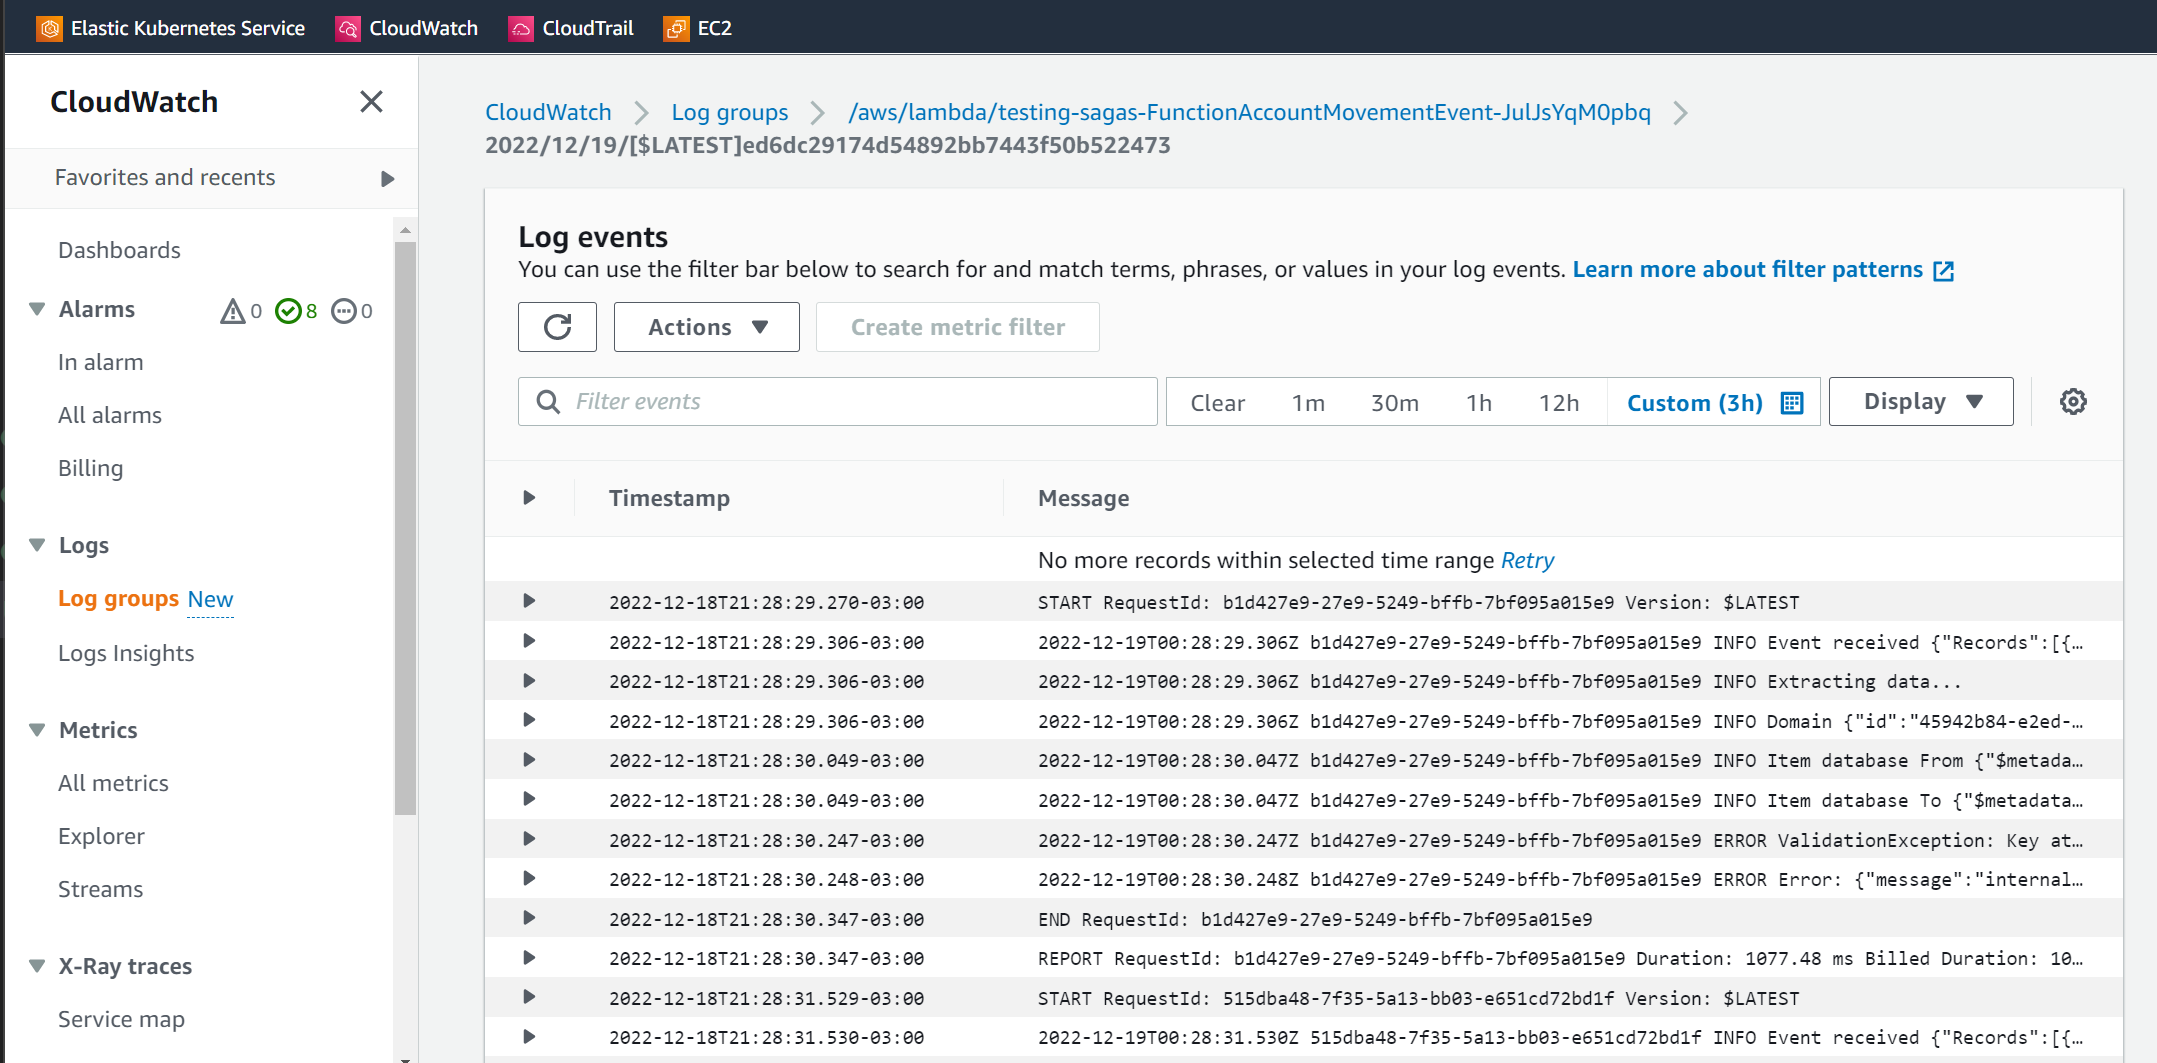 Elastic Kubernetes Service CloudWatch CloudTrail EC2
CloudWatch
Favorites and recents
Dashboards
Alarms 0 8 0
In alarm
All alarms
Billing
Logs
Log groups New
Logs Insights
Metrics
All metrics
Explorer
Streams
X-Ray traces
Service map
CloudWatch Log groups /aws/lambda/testing-sagas-FunctionAccountMovementEvent-JulJsYqM0pbq
2022/12/19/[$LATEST]ed6dc29174d54892bb7443f50b522473
Log events
You can use the filter bar below to search for and match terms, phrases, or values in your log events. Learn more about filter patterns
Actions Create metric filter
Filter events Clear 1m 30m 1h 12h Custom (3h) Display
Timestamp Message
No more records within selected time range Retry
2022-12-18T21:28:29.270-03:00 START RequestId: b1d427e9-27e9-5249-bffb-7bf095a015e9 Version: $LATEST
2022-12-18T21:28:29.306-03:00 2022-12-19T00:28:29.306Z b1d427e9-27e9-5249-bffb-7bf095a015e9 INFO Event received {"Records":[{…
2022-12-18T21:28:29.306-03:00 2022-12-19T00:28:29.306Z b1d427e9-27e9-5249-bffb-7bf095a015e9 INFO Extracting data...
2022-12-18T21:28:29.306-03:00 2022-12-19T00:28:29.306Z b1d427e9-27e9-5249-bffb-7bf095a015e9 INFO Domain {"id":"45942b84-e2ed-…
2022-12-18T21:28:30.049-03:00 2022-12-19T00:28:30.047Z b1d427e9-27e9-5249-bffb-7bf095a015e9 INFO Item database From {"$metada…
2022-12-18T21:28:30.049-03:00 2022-12-19T00:28:30.047Z b1d427e9-27e9-5249-bffb-7bf095a015e9 INFO Item database To {"$metadata…
2022-12-18T21:28:30.247-03:00 2022-12-19T00:28:30.247Z b1d427e9-27e9-5249-bffb-7bf095a015e9 ERROR ValidationException: Key at…
2022-12-18T21:28:30.248-03:00 2022-12-19T00:28:30.248Z b1d427e9-27e9-5249-bffb-7bf095a015e9 ERROR Error: {"message":"internal…
2022-12-18T21:28:30.347-03:00 END RequestId: b1d427e9-27e9-5249-bffb-7bf095a015e9
2022-12-18T21:28:30.347-03:00 REPORT RequestId: b1d427e9-27e9-5249-bffb-7bf095a015e9 Duration: 1077.48 ms Billed Duration: 10…
2022-12-18T21:28:31.529-03:00 START RequestId: 515dba48-7f35-5a13-bb03-e651cd72bd1f Version: $LATEST
2022-12-18T21:28:31.530-03:00 2022-12-19T00:28:31.530Z 515dba48-7f35-5a13-bb03-e651cd72bd1f INFO Event received {"Records":[{…